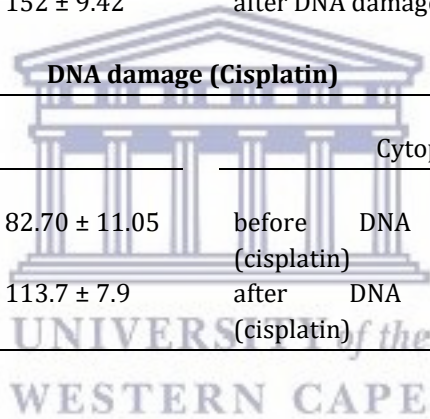 152 ± 9.42 after DNA damage
DNA damage (Cisplatin)
82.70 ± 11.05 before DNA
(cisplatin)
113.7 ± 7.9 after DNA
(cisplatin)
UNIVERSITY of the
WESTERN CAPE